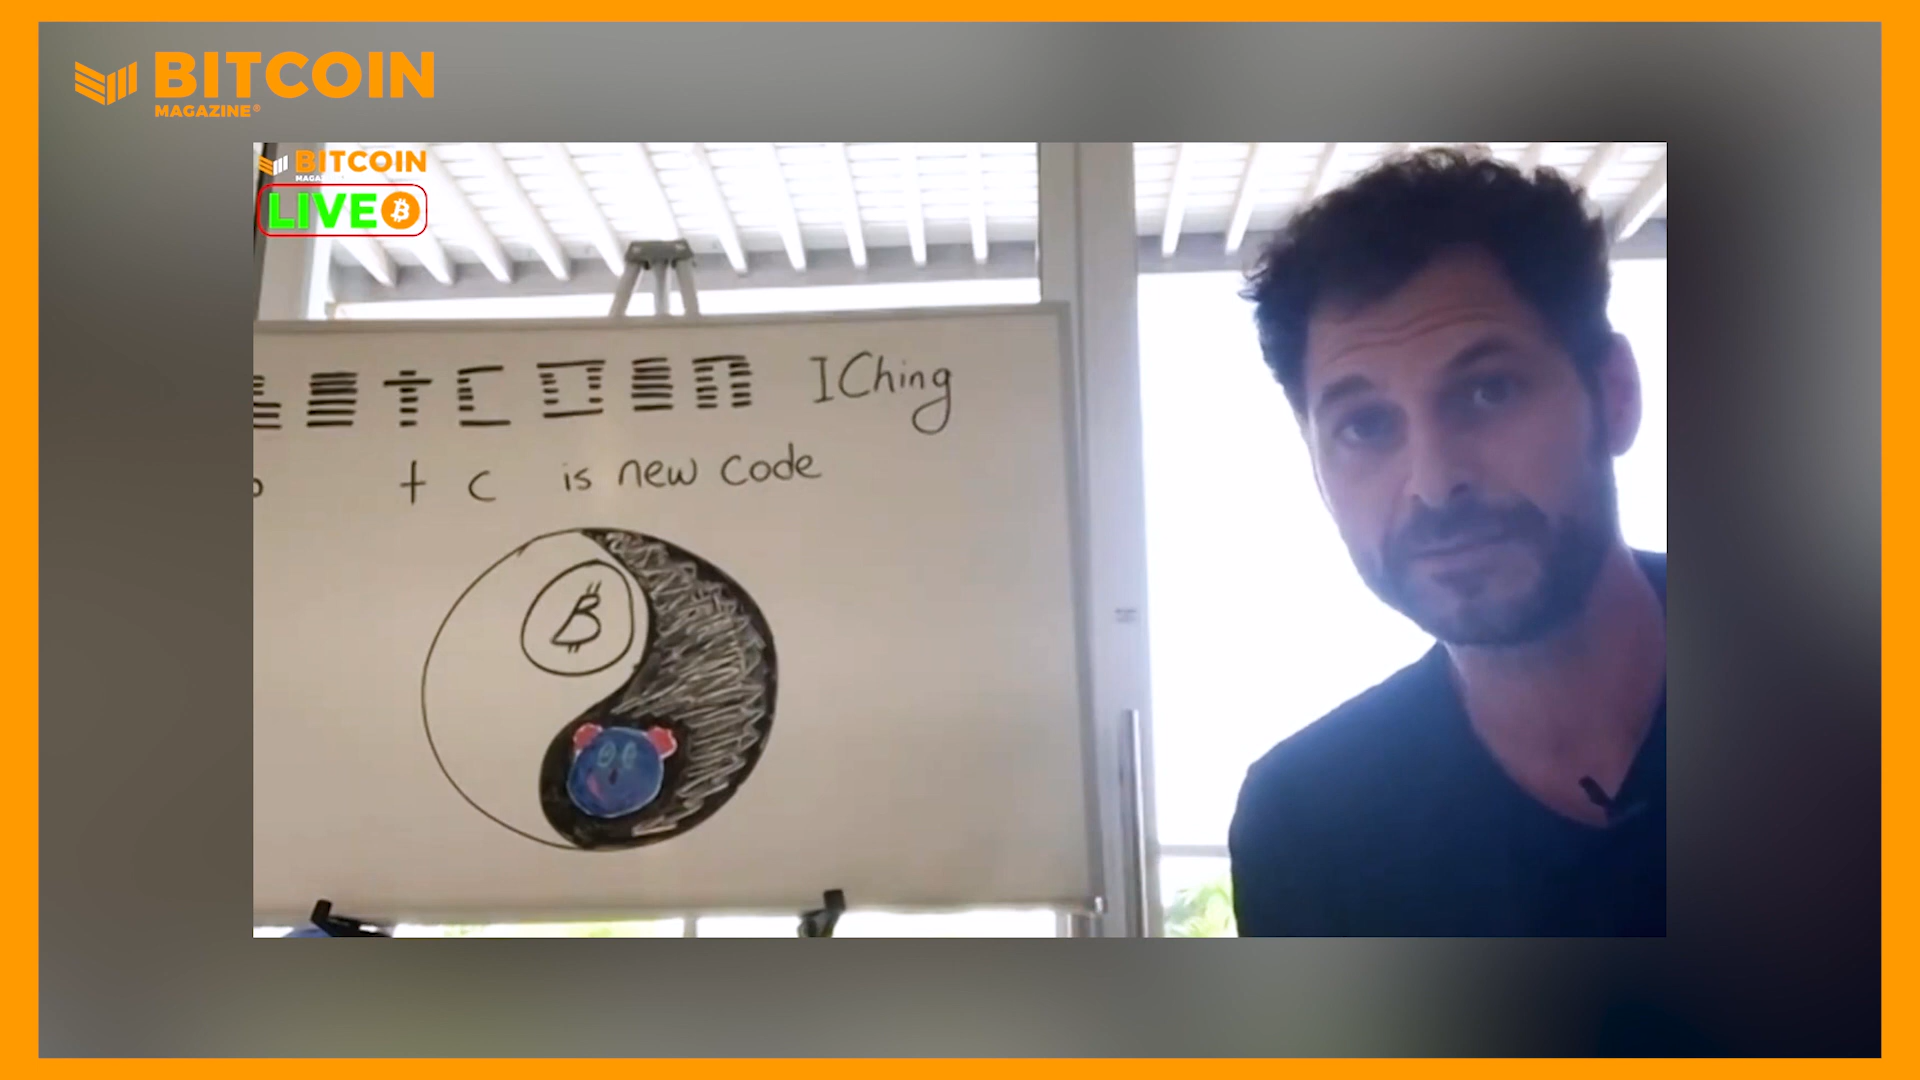 BITCOIN
MAGAZINE®
BITCOIN
LIVE
IChing
t c is new code
B